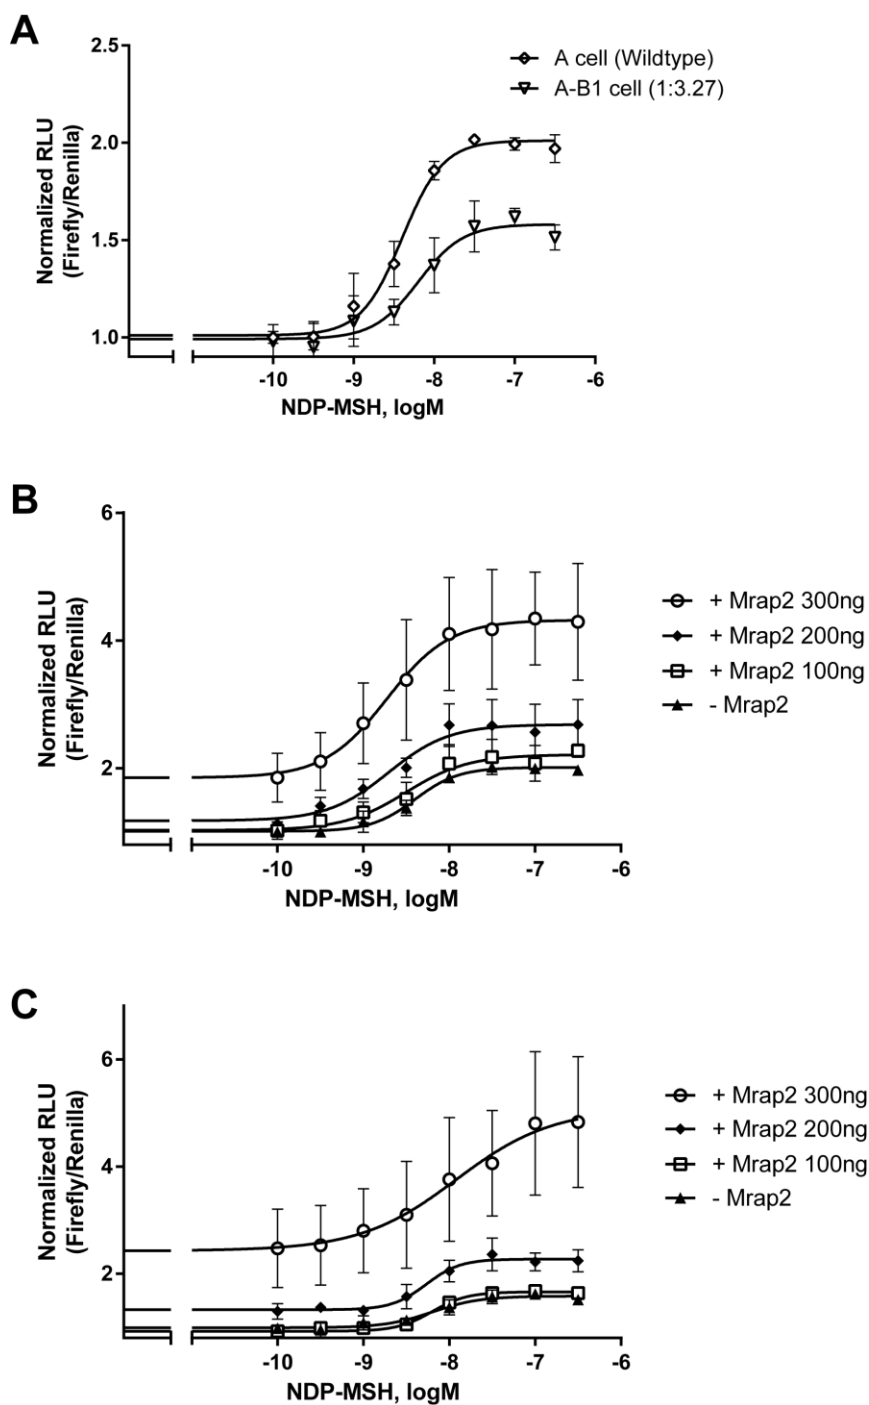 A
2.5
2.0
1.5
1.0
Normalized RLU
(Firefly/Renilla)
A cell (Wildtype)
A-B1 cell (1:3.27)
-10 -9 -8 -7 -6
NDP-MSH, logM
B
6
4
2
Normalized RLU
(Firefly/Renilla)
+ Mrap2 300ng
+ Mrap2 200ng
+ Mrap2 100ng
- Mrap2
-10 -9 -8 -7 -6
NDP-MSH, logM
C
6
4
2
Normalized RLU
(Firefly/Renilla)
+ Mrap2 300ng
+ Mrap2 200ng
+ Mrap2 100ng
- Mrap2
-10 -9 -8 -7 -6
NDP-MSH, logM